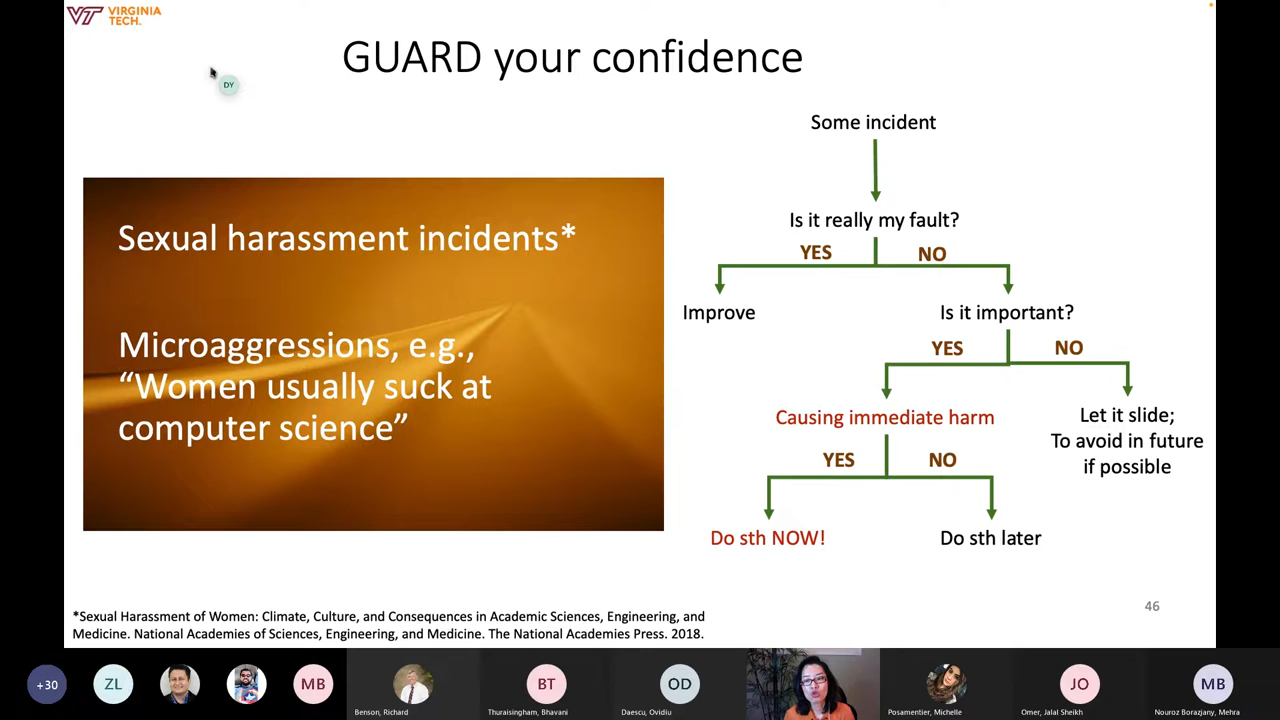 VT VIRGINIA
TECH.
GUARD your confidence
DY
Some incident
Is it really my fault?
YES
NO
Improve
Is it important?
YES
NO
Causing immediate harm
Let it slide;
To avoid in future
if possible
YES
NO
Do sth NOW!
Do sth later
Sexual harassment incidents*
Microaggressions, e.g.,
“Women usually suck at
computer science”
*Sexual Harassment of Women: Climate, Culture, and Consequences in Academic Sciences, Engineering, and
Medicine. National Academies of Sciences, Engineering, and Medicine. The National Academies Press. 2018.
46
+30
ZL
MB
Benson, Richard
BT
Thuraisingham, Bhavani
OD
Daescu, Ovidiu
Posamentier, Michelle
JO
Omer, Jalal Sheikh
MB
Nouroz Borazjany, Mehra